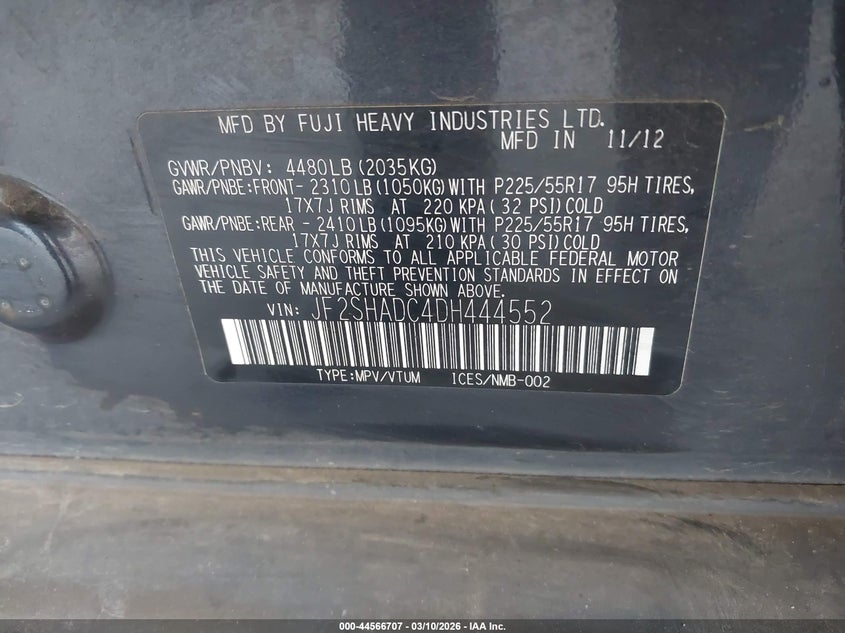 MFD BY FUJI HEAVY INDUSTRIES LTD.
MFD IN 11/12
GVWR/PNBV: 4480LB (2035KG)
GAWR/PNBE:FRONT- 2310 LB (1050KG) WITH P225/55R17 95H TIRES,
17X7J RIMS AT 220 KPA ( 32 PSI) COLD
GAWR/PNBE:REAR - 2410 LB (1095KG) WITH P225/55R17 95H TIRES,
17X7J RIMS AT 210 KPA ( 30 PSI) COLD
THIS VEHICLE CONFORMS TO ALL APPLICABLE FEDERAL MOTOR
VEHICLE SAFETY AND THEFT PREVENTION STANDARDS IN EFFECT ON
THE DATE OF MANUFACTURE SHOWN ABOVE.
VIN: JF2SHADC4DH444552
TYPE:MPV/VTUM ICES/NMB-002
000-44566707 - 03/10/2026 - IAA Inc.